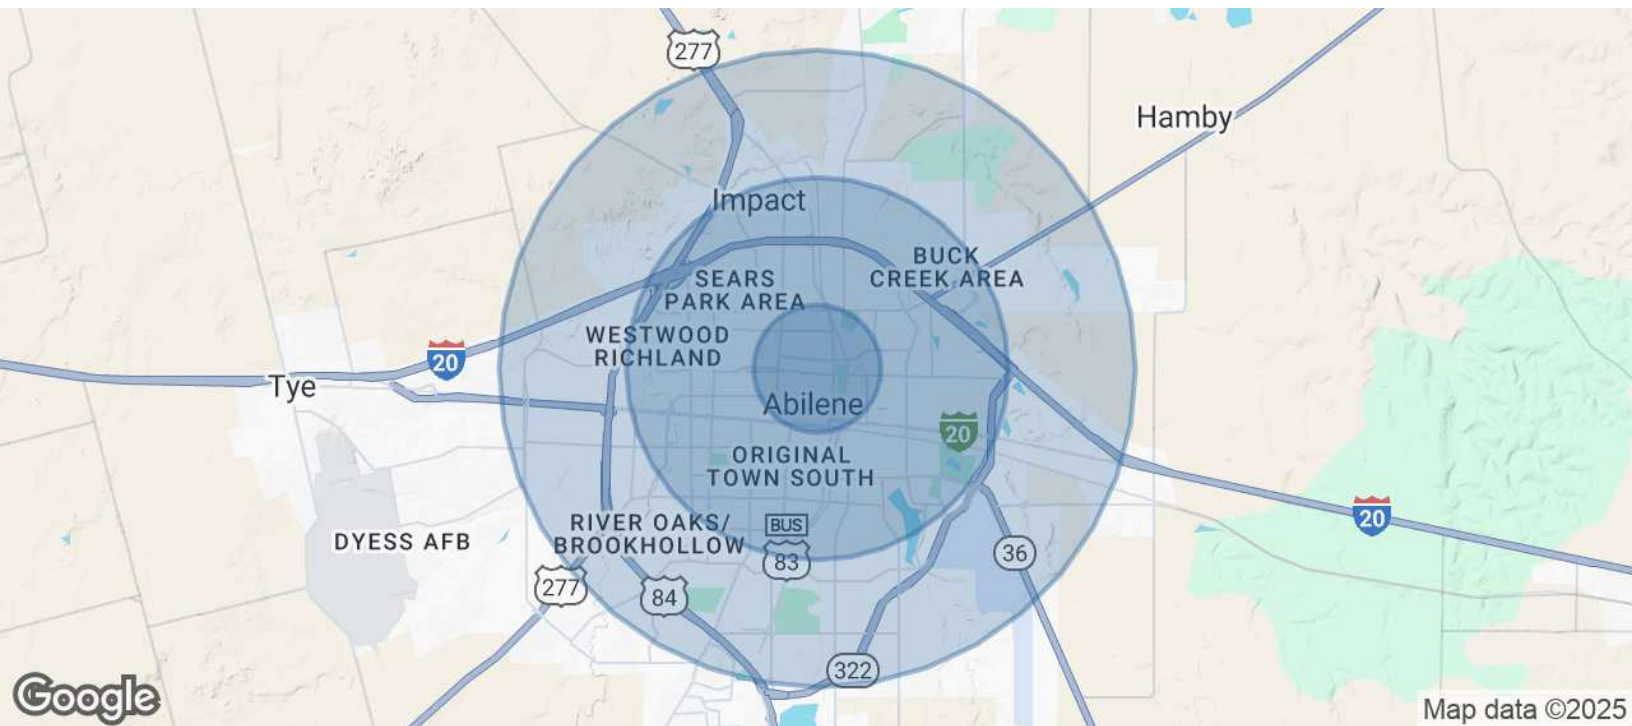 277
Hamby
Impact
BUCK
CREEK AREA
SEARS
PARK AREA
WESTWOOD
RICHLAND
20
Tye
Abilene
20
ORIGINAL
TOWN SOUTH
RIVER OAKS/
BROOKHOLLOW
BUS
83
DYESS AFB
20
36
277
84
322
Google
Map data ©2025